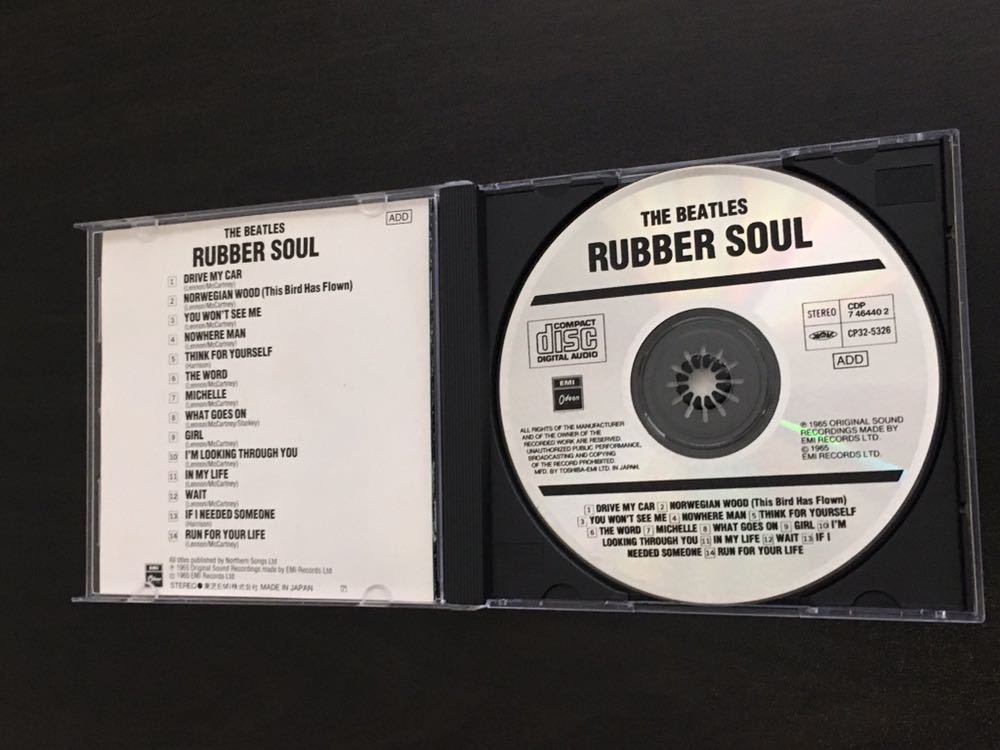 ADD
THE BEATLES
RUBBER SOUL
1 DRIVE MY CAR
(Lennon/McCartney)
2 NORWEGIAN WOOD (This Bird Has Flown)
(Lennon/McCartney)
3 YOU WON'T SEE ME
(Lennon/McCartney)
4 NOWHERE MAN
(Lennon/McCartney)
5 THINK FOR YOURSELF
(Harrison)
6 THE WORD
(Lennon/McCartney)
7 MICHELLE
(Lennon/McCartney)
8 WHAT GOES ON
(Lennon/McCartney/Starkey)
9 GIRL
(Lennon/McCartney)
10 I'M LOOKING THROUGH YOU
(Lennon/McCartney)
11 IN MY LIFE
(Lennon/McCartney)
12 WAIT
(Lennon/McCartney)
13 IF I NEEDED SOMEONE
(Harrison)
14 RUN FOR YOUR LIFE
(Lennon/McCartney)
EMI
Odeon
All titles published by Northern Songs Ltd
℗ 1965 Original Sound Recordings made by EMI Records Ltd
© 1965 EMI Records Ltd
STEREO● 東芝EMI株式会社 MADE IN JAPAN
THE BEATLES
RUBBER SOUL
COMPACT
disc
DIGITAL AUDIO
EMI
Odeon
STEREO
CDP
7 46440 2
CP32-5326
ADD
ALL RIGHTS OF THE MANUFACTURER
AND OF THE OWNER OF THE
RECORDED WORK ARE RESERVED.
UNAUTHORIZED PUBLIC PERFORMANCE,
BROADCASTING AND COPYING
OF THE RECORD PROHIBITED.
MFD. BY TOSHIBA-EMI LTD. IN JAPAN.
℗ 1965 ORIGINAL SOUND
RECORDINGS MADE BY
EMI RECORDS LTD.
© 1965
EMI RECORDS LTD.
1 DRIVE MY CAR 2 NORWEGIAN WOOD (This Bird Has Flown)
3 YOU WON'T SEE ME 4 NOWHERE MAN 5 THINK FOR YOURSELF
6 THE WORD 7 MICHELLE 8 WHAT GOES ON 9 GIRL 10 I'M
LOOKING THROUGH YOU 11 IN MY LIFE 12 WAIT 13 IF I
NEEDED SOMEONE 14 RUN FOR YOUR LIFE